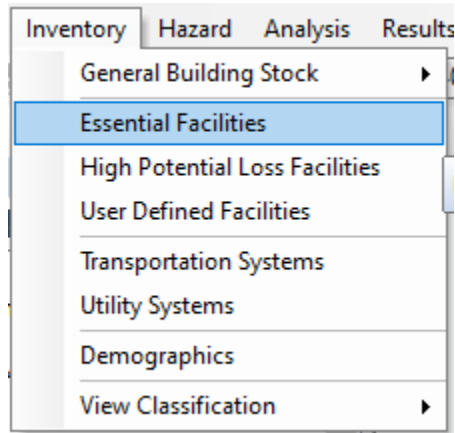 Inventory Hazard Analysis Results
General Building Stock
Essential Facilities
High Potential Loss Facilities
User Defined Facilities
Transportation Systems
Utility Systems
Demographics
View Classification